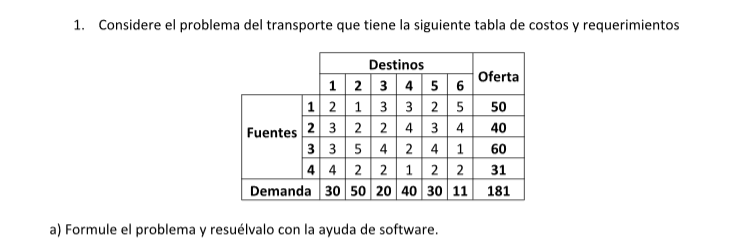 1. Considere el problema del transporte que tiene la siguiente tabla de costos y requerimientos
Destinos Oferta
1 2 3 4 5 6
Fuentes 1 2 1 3 3 2 5 50
2 3 2 2 4 3 4 40
3 3 5 4 2 4 1 60
4 4 2 2 1 2 2 31
Demanda 30 50 20 40 30 11 181
a) Formule el problema y resuélvalo con la ayuda de software.